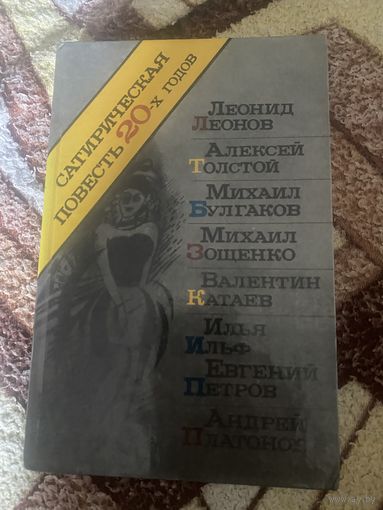 САТИРИЧЕСКАЯ
ПОВЕСТЬ 20-х ГОДОВ
ЛЕОНИД
ЛЕОНОВ
АЛЕКСЕЙ
ТОЛСТОЙ
МИХАИЛ
БУЛГАКОВ
МИХАИЛ
ЗОЩЕНКО
ВАЛЕНТИН
КАТАЕВ
ИЛЬЯ
ИЛЬФ
ЕВГЕНИЙ
ПЕТРОВ
АНДРЕЙ
ПЛАТОНОВ